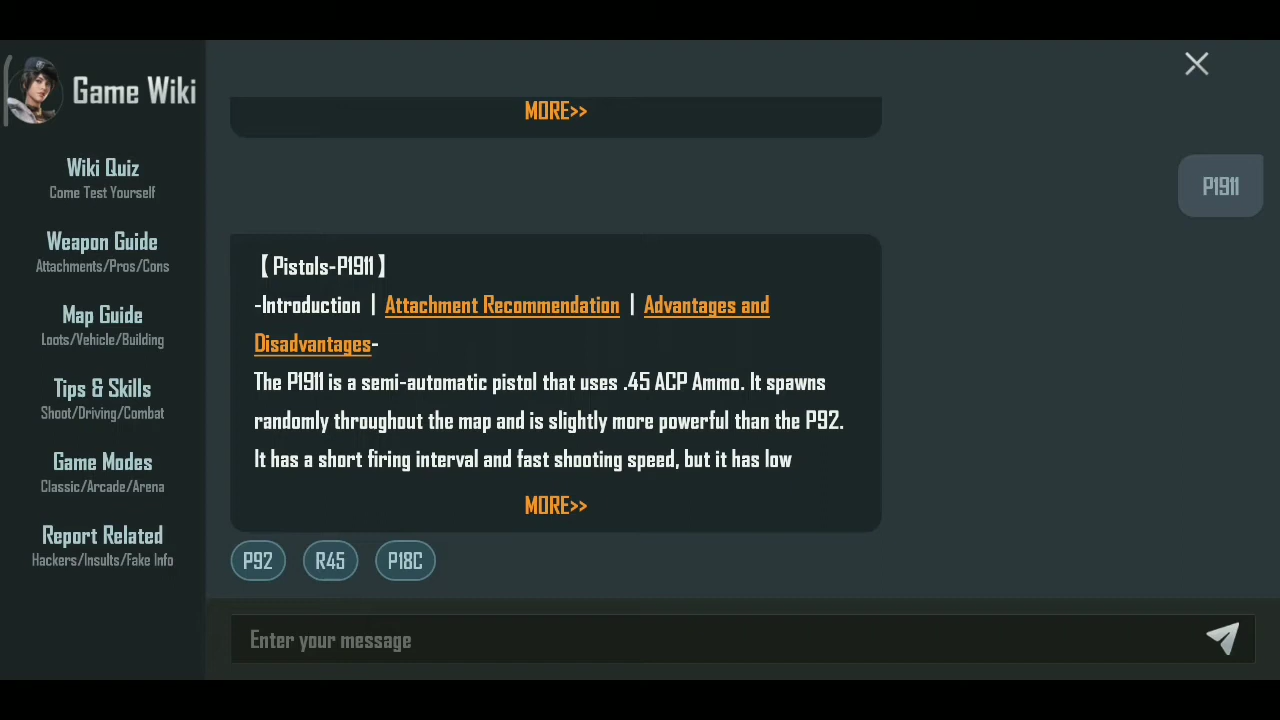 Game Wiki
Wiki Quiz
Come Test Yourself
Weapon Guide
Attachments/Pros/Cons
Map Guide
Loots/Vehicle/Building
Tips & Skills
Shoot/Driving/Combat
Game Modes
Classic/Arcade/Arena
Report Related
Hackers/Insults/Fake Info
MORE>>
P1911
【Pistols-P1911】
-Introduction | Attachment Recommendation | Advantages and
Disadvantages-
The P1911 is a semi-automatic pistol that uses .45 ACP Ammo. It spawns
randomly throughout the map and is slightly more powerful than the P92.
It has a short firing interval and fast shooting speed, but it has low
MORE>>
P92 R45 P18C
Enter your message